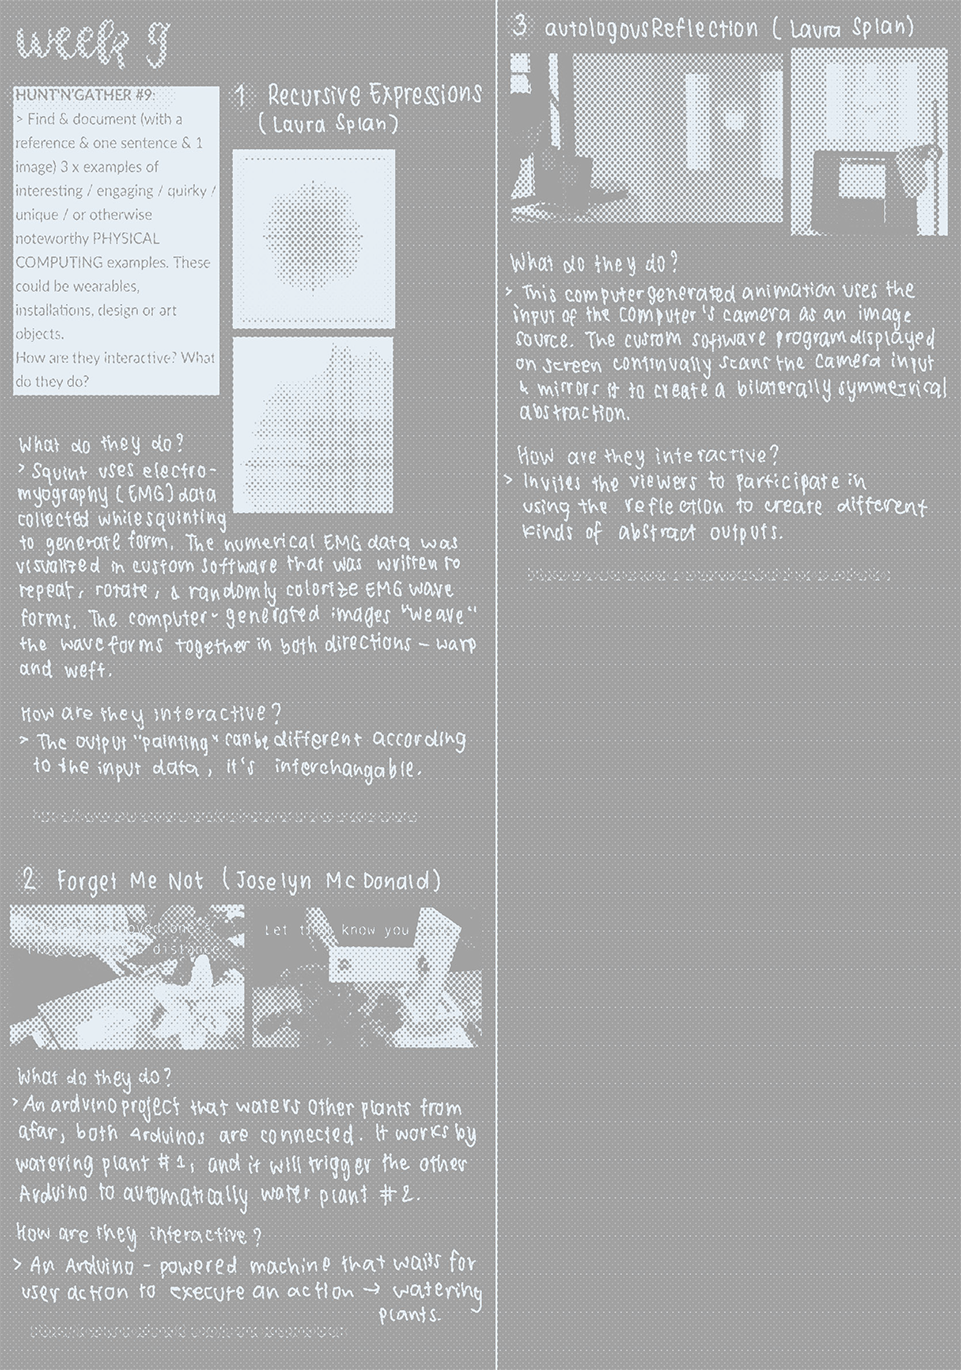 week 9
HUNT'N'GATHER #9:
> Find & document (with a
reference & one sentence & 1
image) 3 x examples of
interesting / engaging / quirky /
unique / or otherwise
noteworthy PHYSICAL
COMPUTING examples. These
could be wearables,
installations, design or art
objects.
How are they interactive? What
do they do?
1 Recursive Expressions
(Laura Splan)
What do they do?
> Squint uses electro-
myography (EMG) data
collected while squinting
to generate form. The numerical EMG data was
visualized in custom software that was written to
repeat, rotate, & randomly colorize EMG wave
forms. The computer-generated images "weave"
the waveforms together in both directions – warp
and weft.
How are they interactive?
> The output "painting" can be different according
to the input data, it's interchangable.
2 Forget Me Not (Joselyn McDonald)
distance
Let know you
What do they do?
> An arduino project that waters other plants from
afar, both Arduinos are connected. It works by
watering plant #1, and it will trigger the other
Arduino to automatically water plant #2.
How are they interactive?
> An Arduino - powered machine that waits for
user action to execute an action → watering
plants.
3 autologousReflection (Laura Splan)
What do they do?
> This computer generated animation uses the
input of the computer's camera as an image
source. The custom software program displayed
on screen continually scans the camera input
& mirrors it to create a bilaterally symmetrical
abstraction.
How are they interactive?
> Invites the viewers to participate in
using the reflection to create different
kinds of abstract outputs.